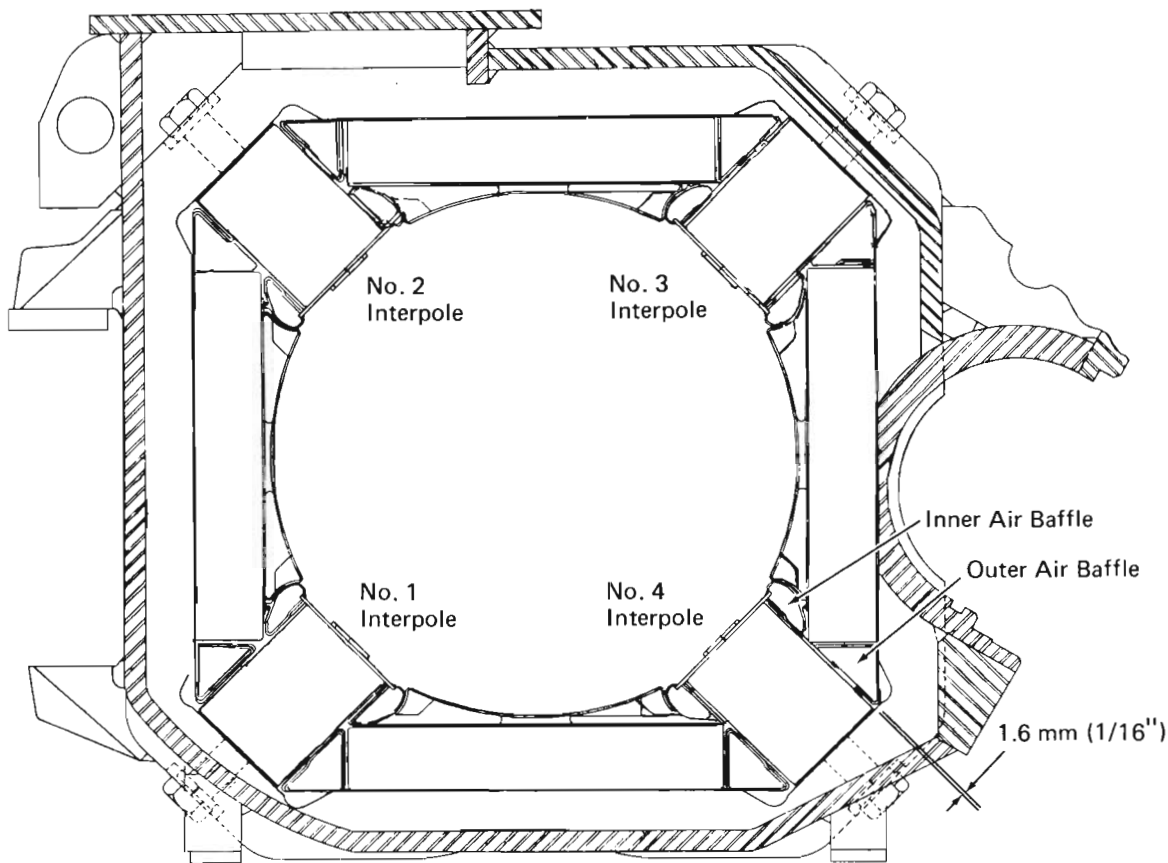 No. 2
Interpole
No. 3
Interpole
Inner Air Baffle
Outer Air Baffle
No. 1
Interpole
No. 4
Interpole
1.6 mm (1/16")